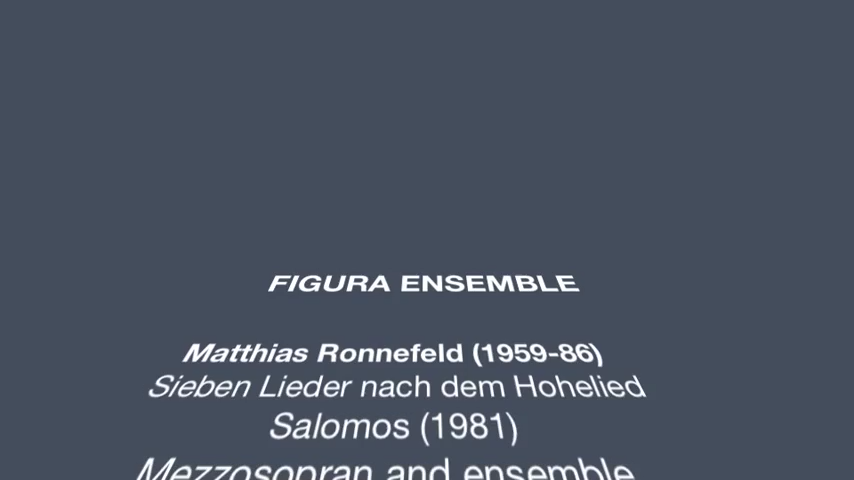 FIGURA ENSEMBLE
Matthias Ronnefeld (1959-86)
Sieben Lieder nach dem Hohelied
Salomos (1981)
Mezzosopran and ensemble